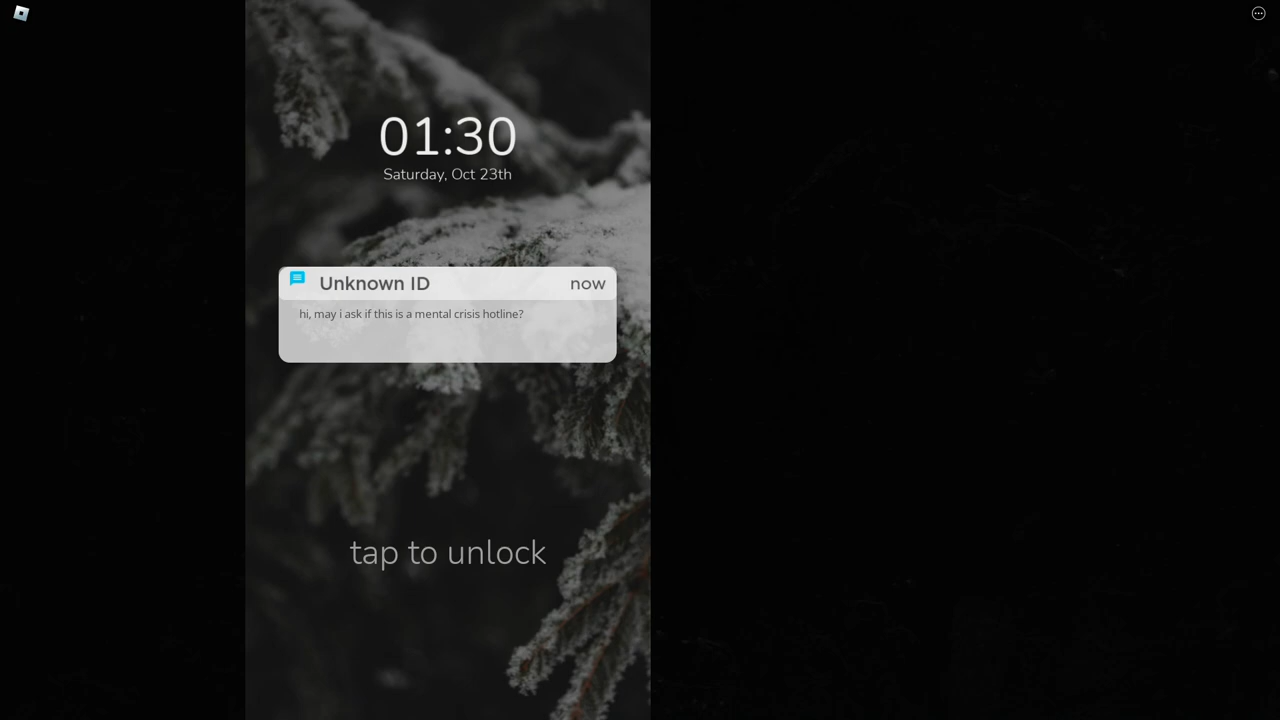 01:30
Saturday, Oct 23th
Unknown ID
now
hi, may i ask if this is a mental crisis hotline?
tap to unlock